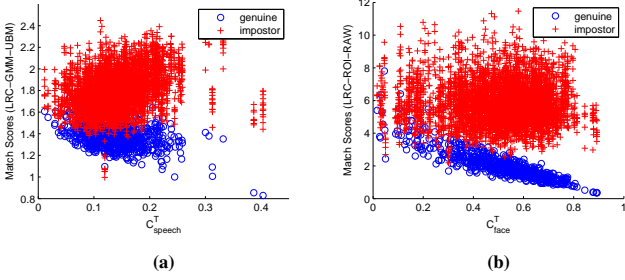 2.6
2.4
2.2
2
1.8
1.6
1.4
1.2
1
0.8
0
0.1
0.2
0.3
0.4
Match Scores (LRC−GMM−UBM)
C^T_speech
genuine
impostor
(a)
12
10
8
6
4
2
0
0
0.2
0.4
0.6
0.8
1
Match Scores (LRC−ROI−RAW)
C^T_face
genuine
impostor
(b)